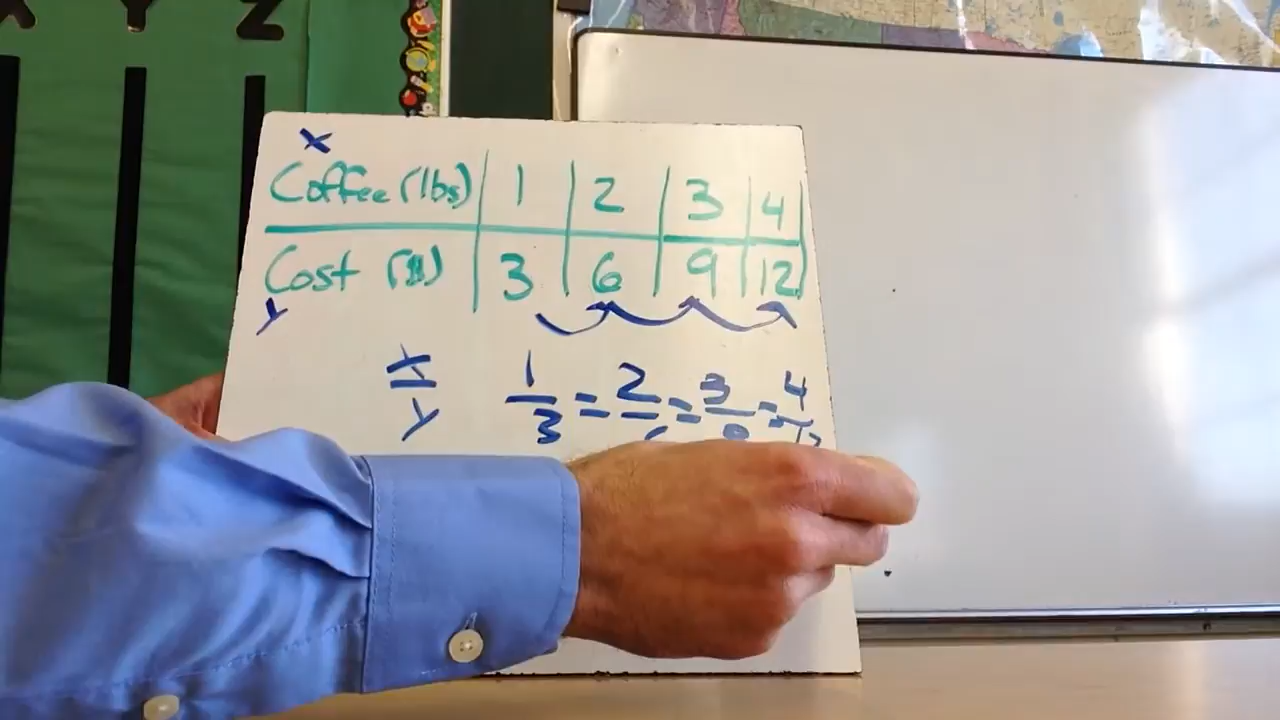 X Y Z
x
Coffee (lbs) 1 2 3 4
Cost ($) 3 6 9 12
y
x/y 1/3 = 2/6 = 3/9 = 4/12